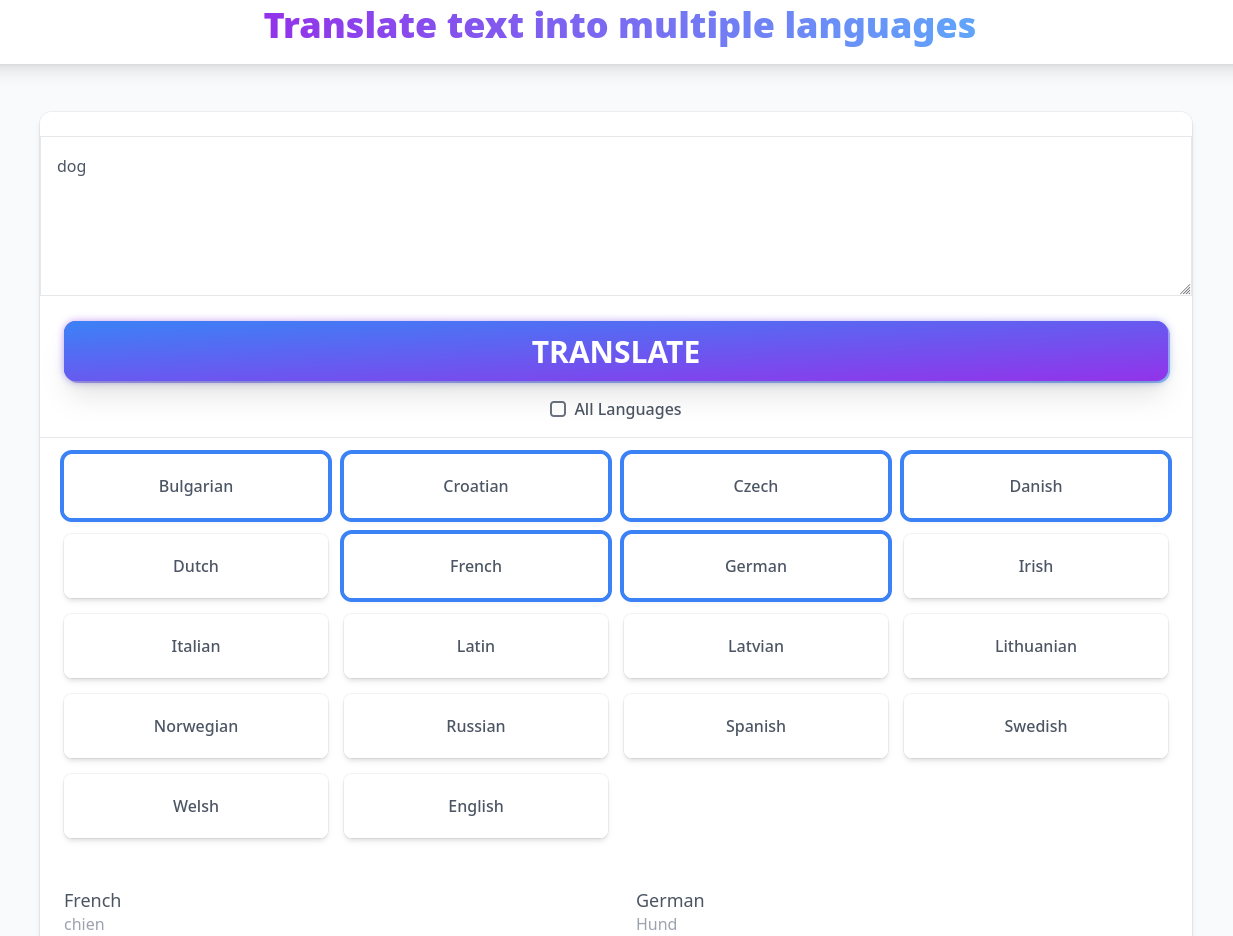 Translate text into multiple languages
dog
TRANSLATE
All Languages
Bulgarian
Croatian
Czech
Danish
Dutch
French
German
Irish
Italian
Latin
Latvian
Lithuanian
Norwegian
Russian
Spanish
Swedish
Welsh
English
French
chien
German
Hund